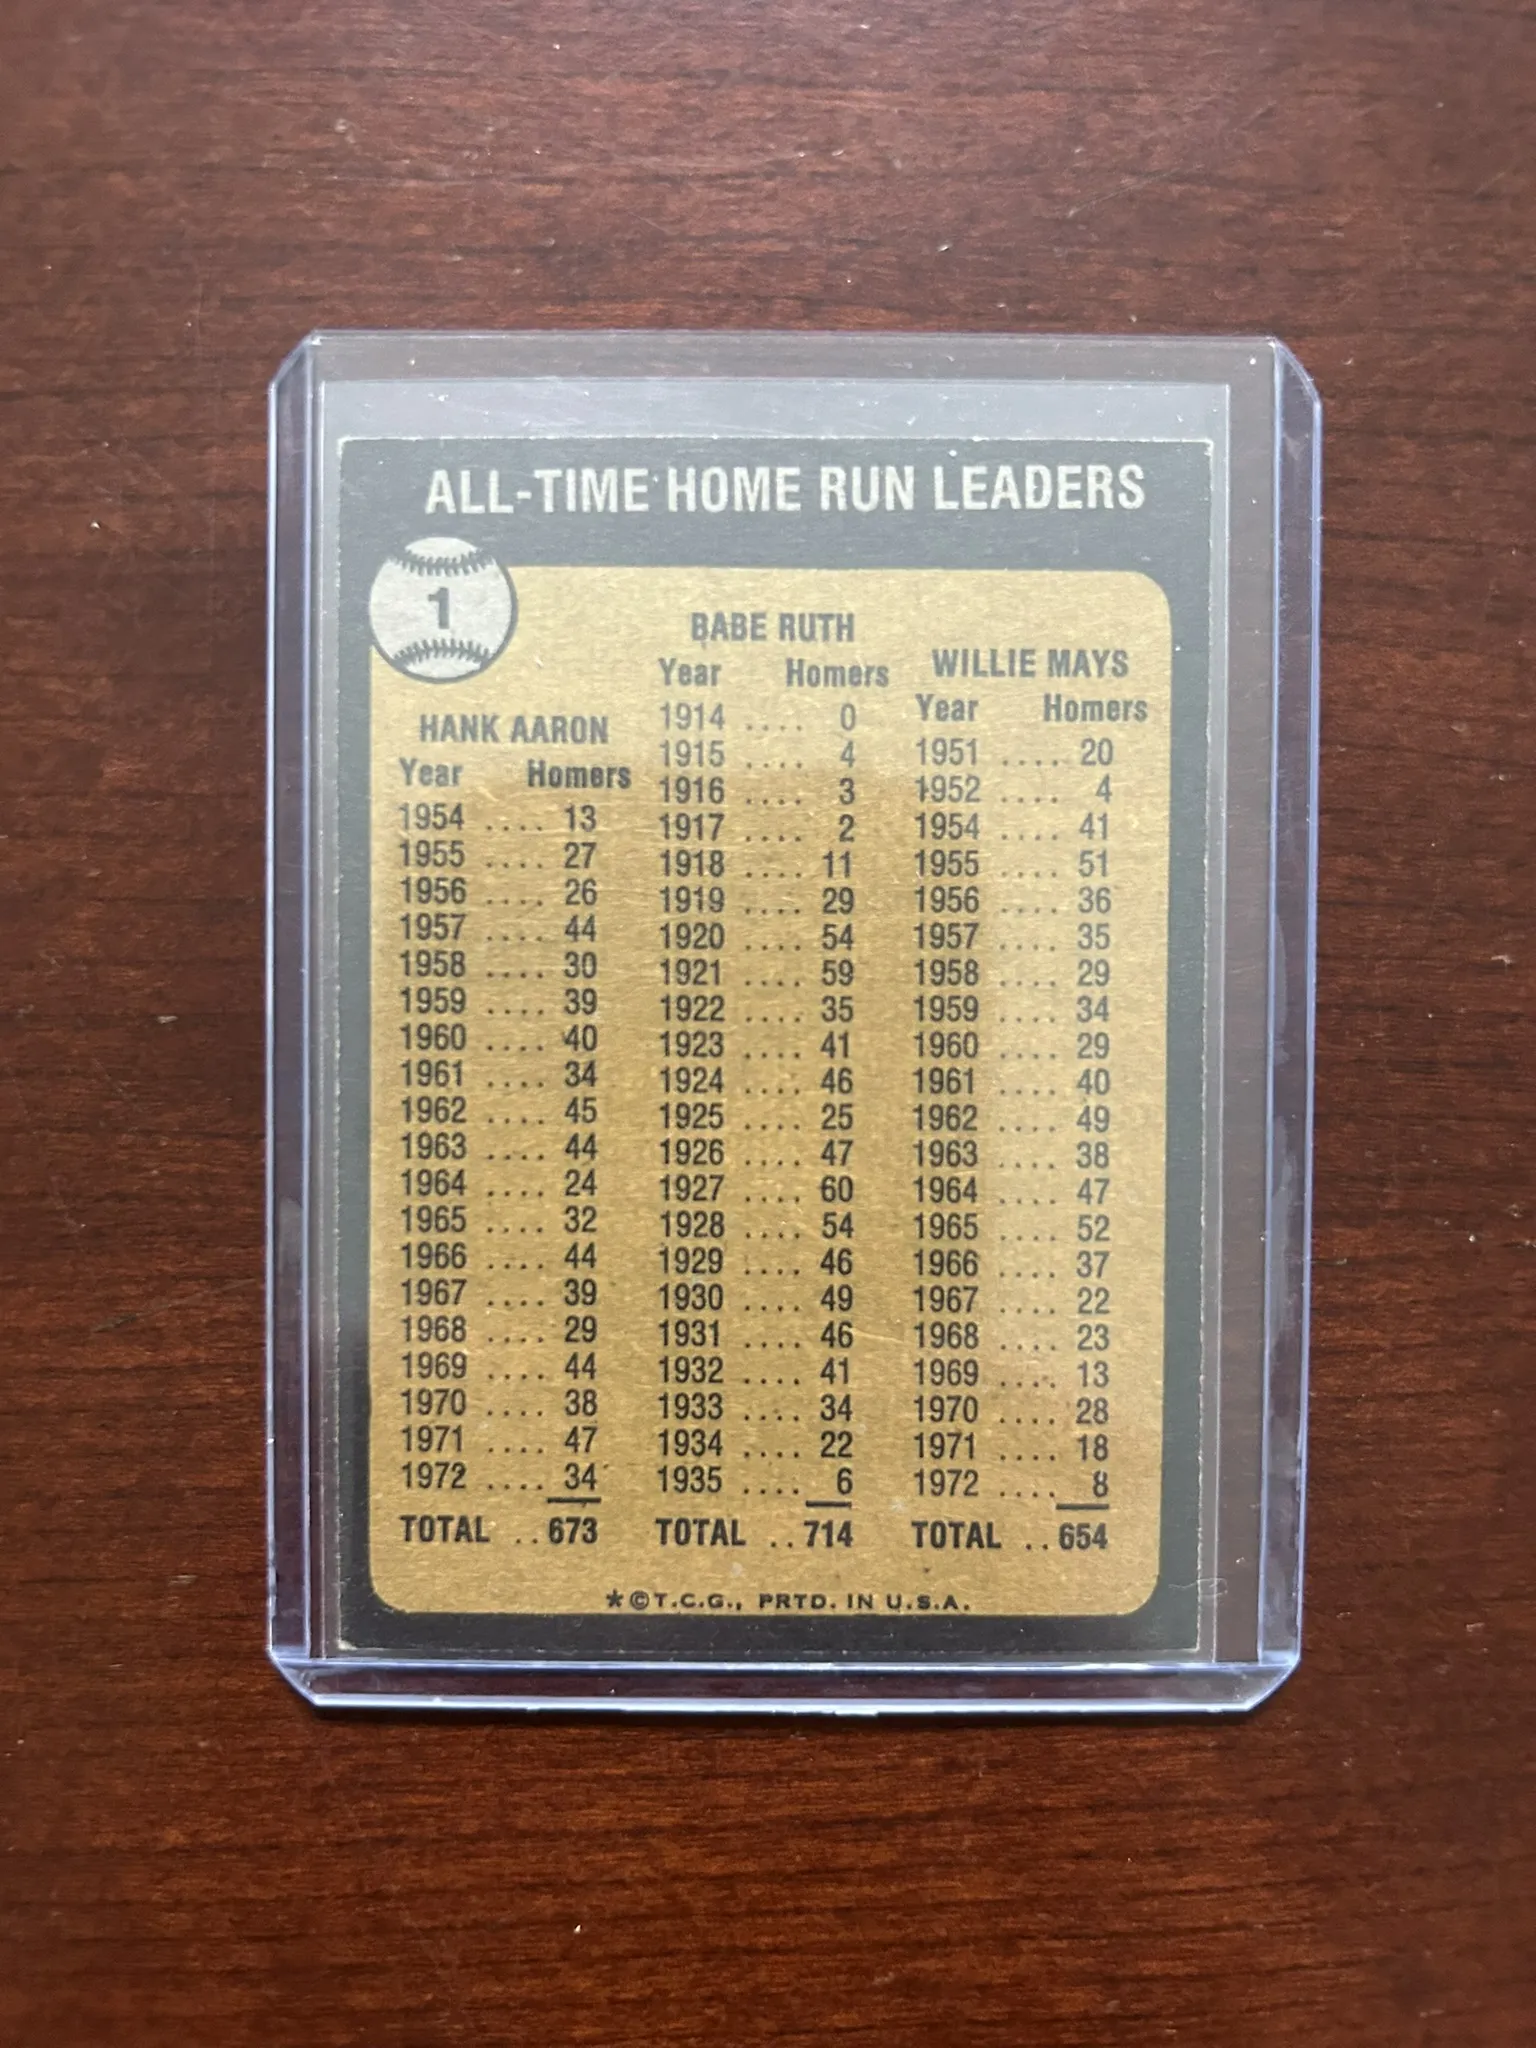 ALL-TIME HOME RUN LEADERS
1
HANK AARON
Year Homers
1954 .... 13
1955 .... 27
1956 .... 26
1957 .... 44
1958 .... 30
1959 .... 39
1960 .... 40
1961 .... 34
1962 .... 45
1963 .... 44
1964 .... 24
1965 .... 32
1966 .... 44
1967 .... 39
1968 .... 29
1969 .... 44
1970 .... 38
1971 .... 47
1972 .... 34
TOTAL .. 673
BABE RUTH
Year Homers
1914 .... 0
1915 .... 4
1916 .... 3
1917 .... 2
1918 .... 11
1919 .... 29
1920 .... 54
1921 .... 59
1922 .... 35
1923 .... 41
1924 .... 46
1925 .... 25
1926 .... 47
1927 .... 60
1928 .... 54
1929 .... 46
1930 .... 49
1931 .... 46
1932 .... 41
1933 .... 34
1934 .... 22
1935 .... 6
TOTAL .. 714
WILLIE MAYS
Year Homers
1951 .... 20
1952 .... 4
1954 .... 41
1955 .... 51
1956 .... 36
1957 .... 35
1958 .... 29
1959 .... 34
1960 .... 29
1961 .... 40
1962 .... 49
1963 .... 38
1964 .... 47
1965 .... 52
1966 .... 37
1967 .... 22
1968 .... 23
1969 .... 13
1970 .... 28
1971 .... 18
1972 .... 8
TOTAL .. 654
*©T.C.G., PRTD. IN U.S.A.